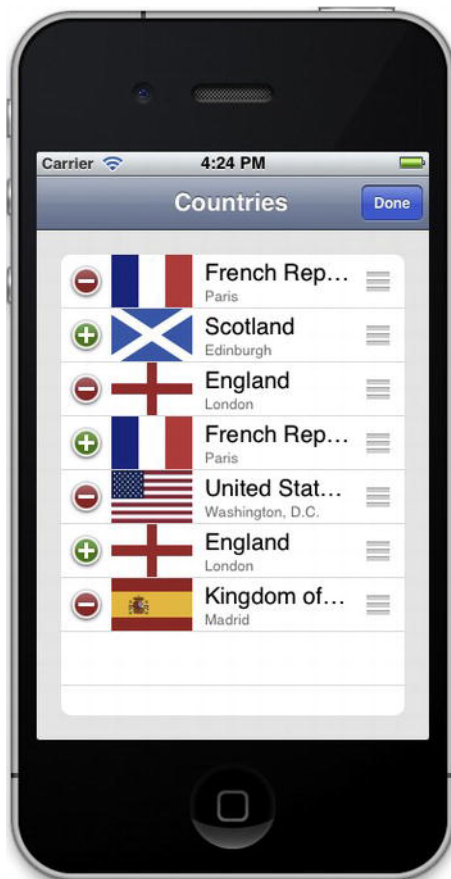 Carrier 4:24 PM
Countries Done
French Rep...
Paris
Scotland
Edinburgh
England
London
French Rep...
Paris
United Stat...
Washington, D.C.
England
London
Kingdom of...
Madrid